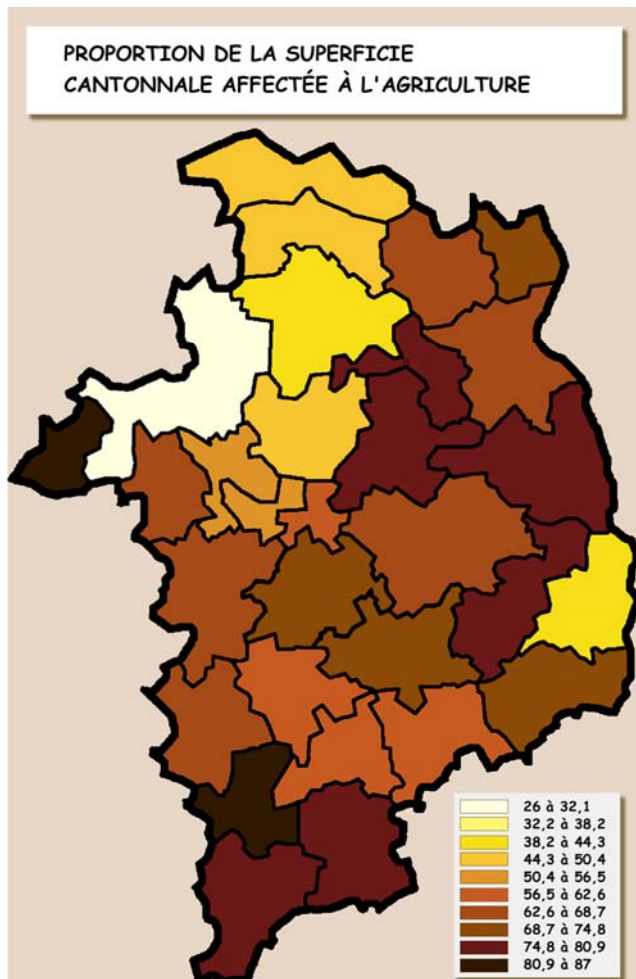 PROPORTION DE LA SUPERFICIE
CANTONNALE AFFECTÉE À L'AGRICULTURE
26 à 32,1
32,2 à 38,2
38,2 à 44,3
44,3 à 50,4
50,4 à 56,5
56,5 à 62,6
62,6 à 68,7
68,7 à 74,8
74,8 à 80,9
80,9 à 87